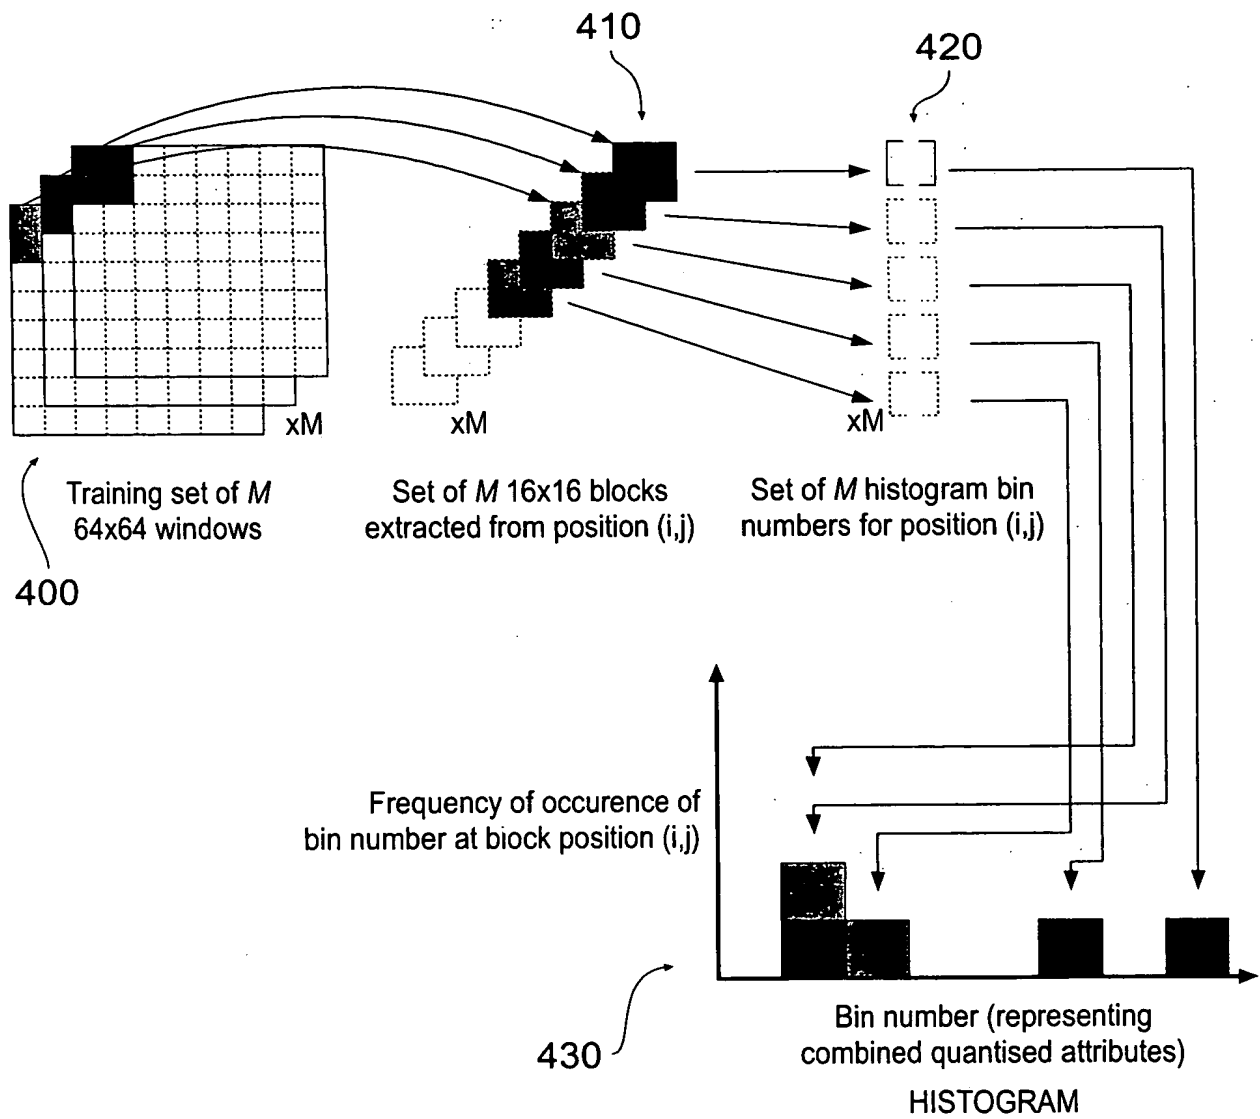 410
420
xM
xM
xM
Training set of M
64x64 windows
Set of M 16x16 blocks
extracted from position (i,j)
Set of M histogram bin
numbers for position (i,j)
400
Frequency of occurence of
bin number at block position (i,j)
430
Bin number (representing
combined quantised attributes)
HISTOGRAM